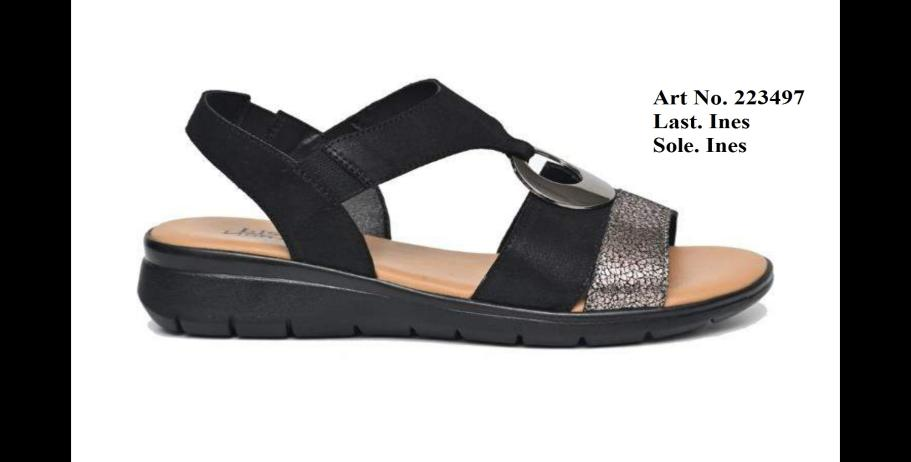 Art No. 223497
Last. Ines
Sole. Ines